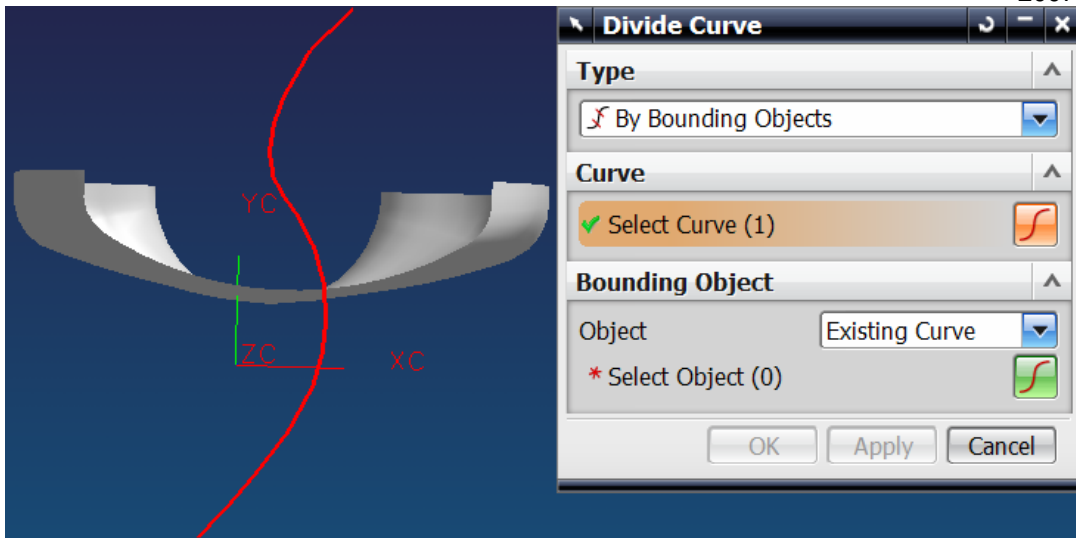 Divide Curve
Type
By Bounding Objects
Curve
Select Curve (1)
Bounding Object
Object Existing Curve
* Select Object (0)
OK Apply Cancel
YC
ZC XC